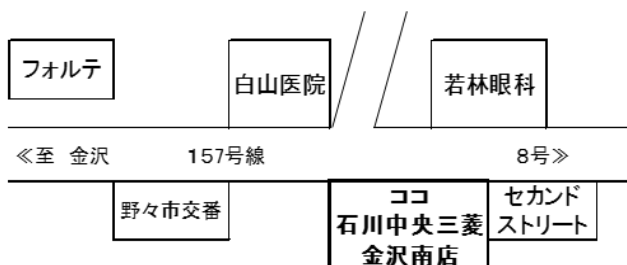 フォルテ
白山医院
若林眼科
≪至 金沢 157号線 8号≫
野々市交番
ココ
石川中央三菱
金沢南店
セカンド
ストリート